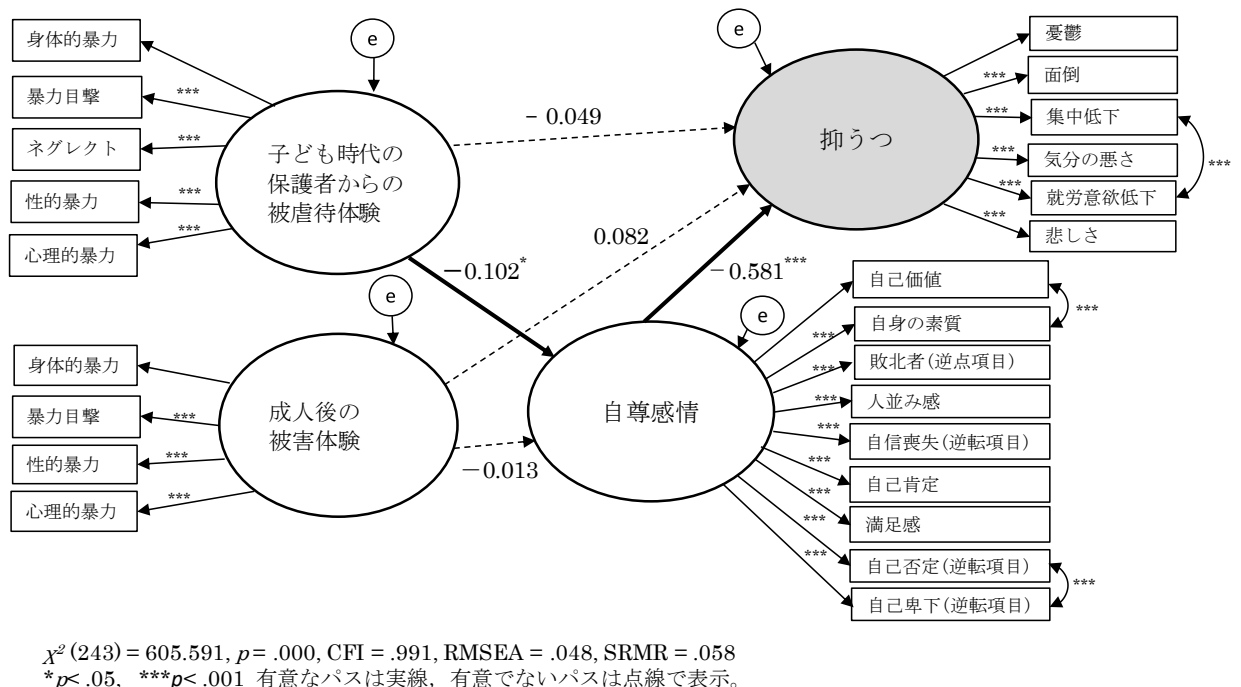 身体的暴力
暴力目撃
***
ネグレクト
***
性的暴力
***
心理的暴力
***
e
子ども時代の
保護者からの
被虐待体験
－0.049
e
抑うつ
憂鬱
面倒
***
集中低下
***
気分の悪さ
***
就労意欲低下
***
悲しさ
***
***
0.082
－0.102*
－0.581***
e
身体的暴力
暴力目撃
***
性的暴力
***
心理的暴力
***
成人後の
被害体験
－0.013
e
自尊感情
自己価値
自身の素質
***
***
敗北者(逆点項目)
***
人並み感
***
自信喪失(逆転項目)
***
自己肯定
***
満足感
***
自己否定(逆転項目)
***
自己卑下(逆転項目)
***
***
χ² (243) = 605.591, p = .000, CFI = .991, RMSEA = .048, SRMR = .058
*p< .05, ***p< .001 有意なパスは実線，有意でないパスは点線で表示。